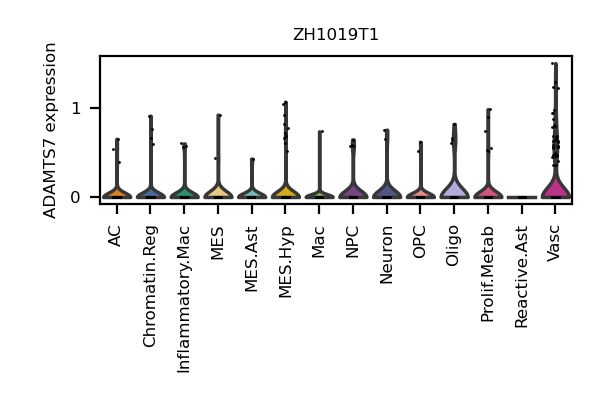 ZH1019T1
ADAMTS7 expression
1
0
AC
Chromatin.Reg
Inflammatory.Mac
MES
MES.Ast
MES.Hyp
Mac
NPC
Neuron
OPC
Oligo
Prolif.Metab
Reactive.Ast
Vasc